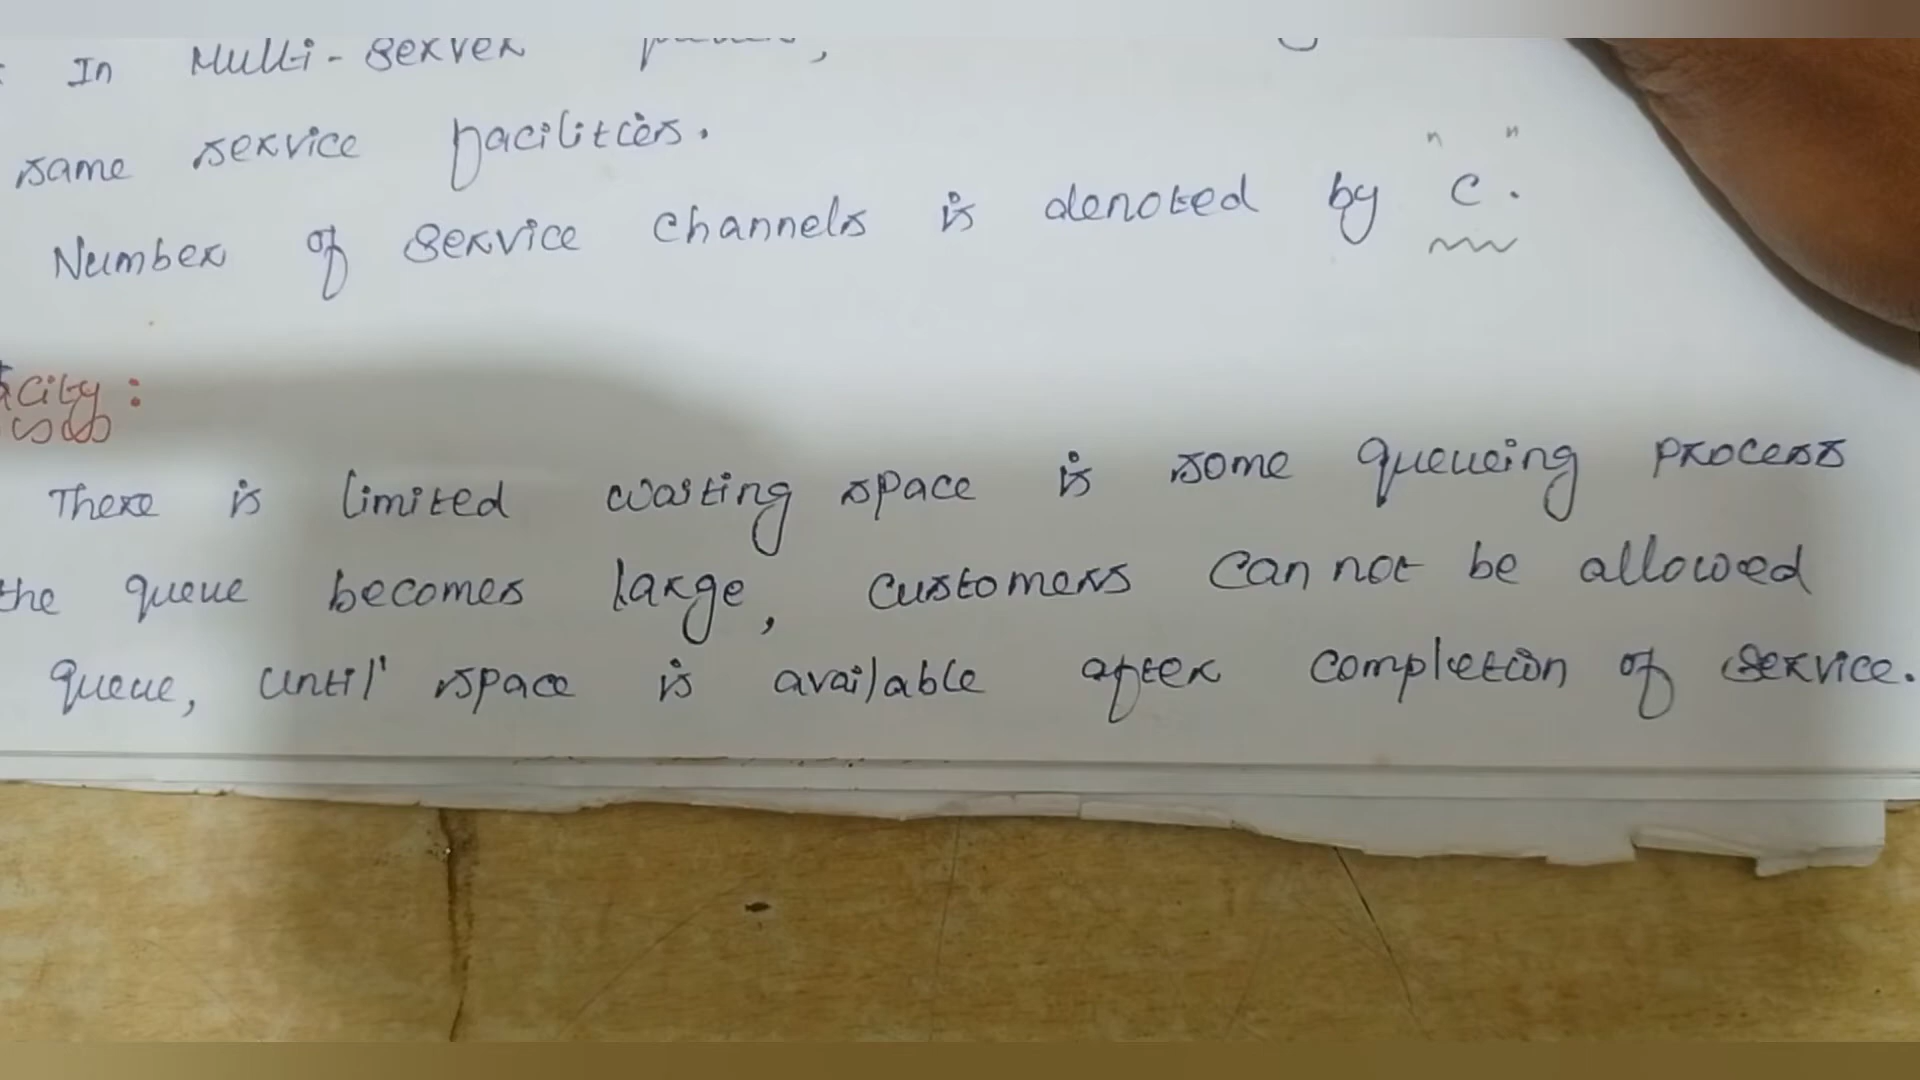 In Multi-server
same service facilities.
Number of service channels is denoted by "c".
acity:
There is limited waiting space is some queueing process
the queue becomes large, customers can not be allowed
queue, until space is available after completion of service.